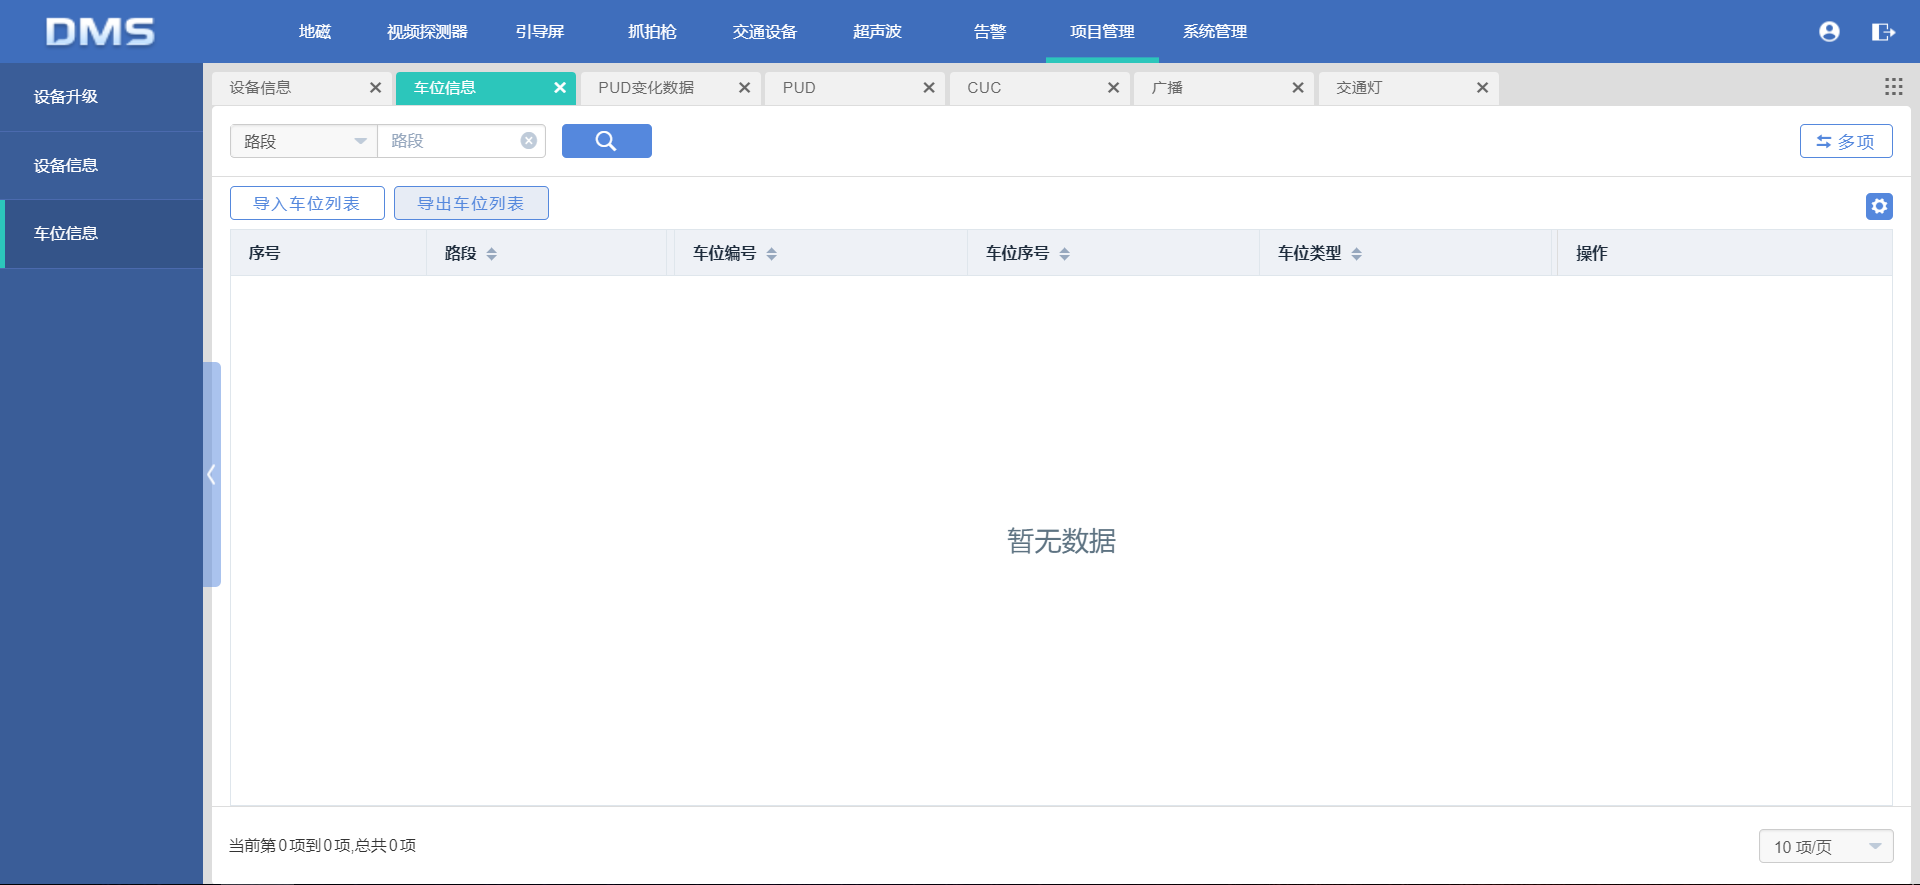 DMS 地磁 视频探测器 引导屏 抓拍枪 交通设备 超声波 告警 项目管理 系统管理
设备升级
设备信息
车位信息
设备信息 车位信息 PUD变化数据 PUD CUC 广播 交通灯
路段 路段 多项
导入车位列表 导出车位列表
序号 路段 车位编号 车位序号 车位类型 操作
暂无数据
当前第0项到0项,总共0项 10 项/页